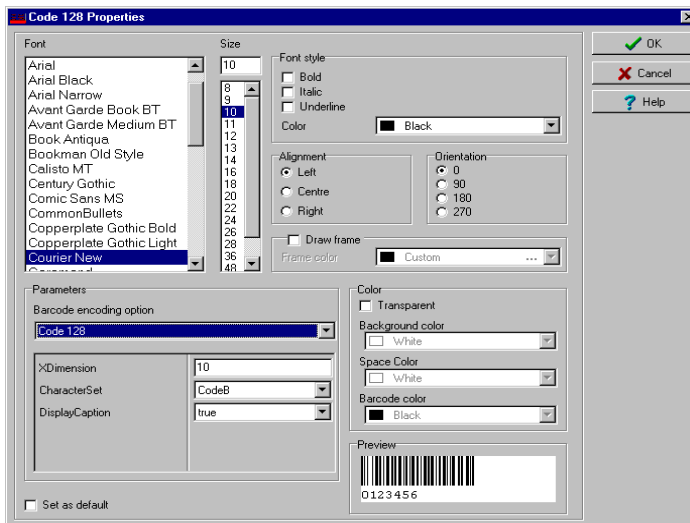 Code 128 Properties
Font
Arial
Arial Black
Arial Narrow
Avant Garde Book BT
Avant Garde Medium BT
Book Antiqua
Bookman Old Style
Calisto MT
Century Gothic
Comic Sans MS
CommonBullets
Copperplate Gothic Bold
Copperplate Gothic Light
Courier New
Size
10
8
9
10
11
12
13
14
16
18
20
22
24
26
28
36
48
Font style
Bold
Italic
Underline
Color
Black
Alignment
Left
Centre
Right
Orientation
0
90
180
270
Draw frame
Frame color
Custom ...
OK
Cancel
Help
Parameters
Barcode encoding option
Code 128
XDimension
10
CharacterSet
CodeB
DisplayCaption
true
Color
Transparent
Background color
White
Space Color
White
Barcode color
Black
Preview
0123456
Set as default